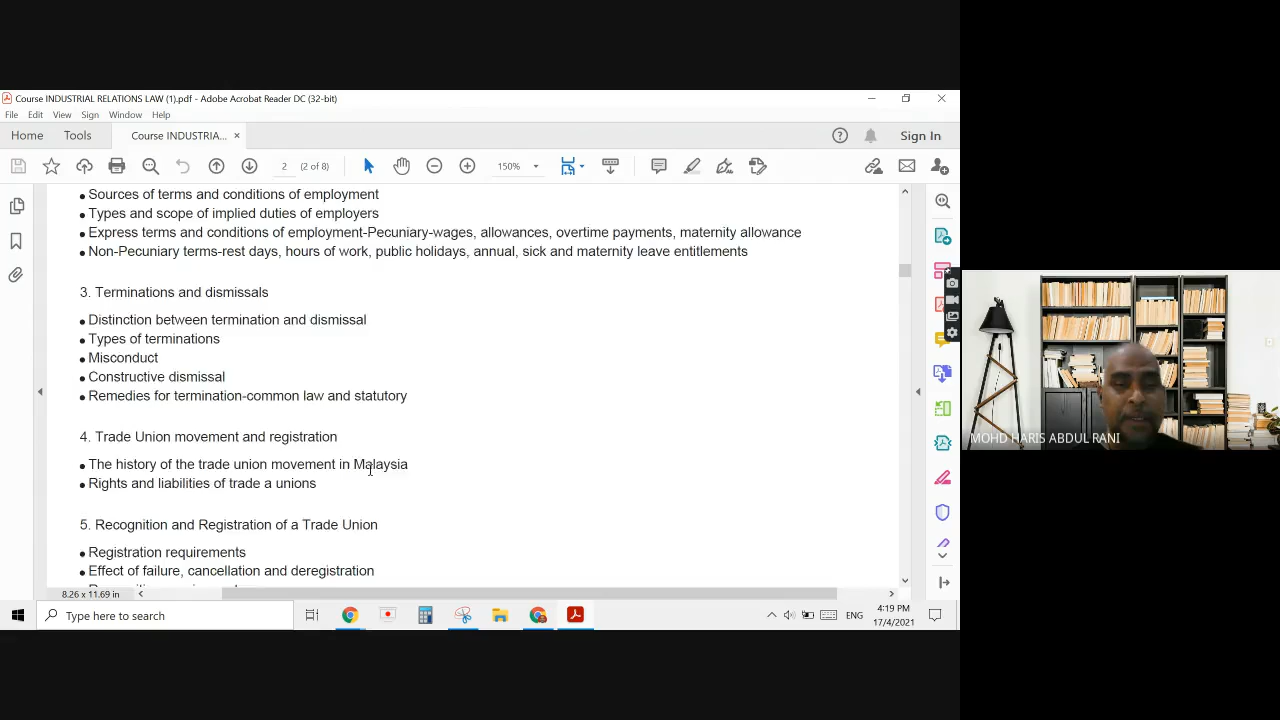 Course INDUSTRIAL RELATIONS LAW (1).pdf - Adobe Acrobat Reader DC (32-bit)
File Edit View Sign Window Help
Home Tools Course INDUSTRIA... × Sign In
2 (2 of 8) 150%
• Sources of terms and conditions of employment
• Types and scope of implied duties of employers
• Express terms and conditions of employment-Pecuniary-wages, allowances, overtime payments, maternity allowance
• Non-Pecuniary terms-rest days, hours of work, public holidays, annual, sick and maternity leave entitlements
3. Terminations and dismissals
• Distinction between termination and dismissal
• Types of terminations
• Misconduct
• Constructive dismissal
• Remedies for termination-common law and statutory
4. Trade Union movement and registration
• The history of the trade union movement in Malaysia
• Rights and liabilities of trade a unions
5. Recognition and Registration of a Trade Union
• Registration requirements
• Effect of failure, cancellation and deregistration
8.26 x 11.69 in
Type here to search
ENG
4:19 PM
17/4/2021
MOHD HARIS ABDUL RANI